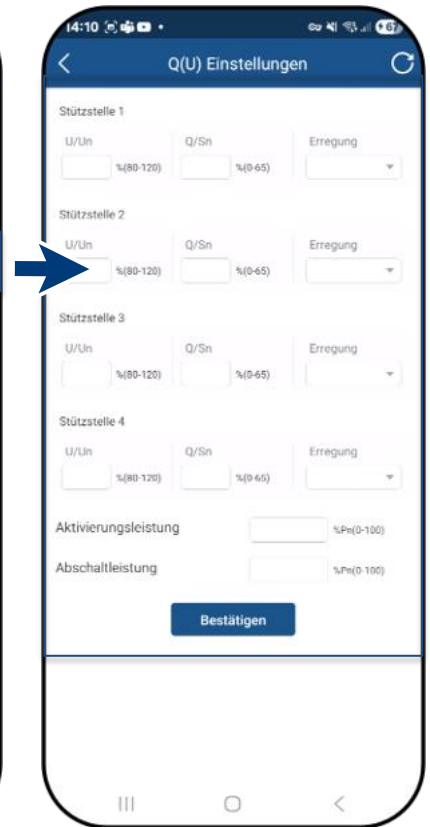 14:10
67
Q(U) Einstellungen
Stützstelle 1
U/Un Q/Sn Erregung
%(80-120) %(0-65)
Stützstelle 2
U/Un Q/Sn Erregung
%(80-120) %(0-65)
Stützstelle 3
U/Un Q/Sn Erregung
%(80-120) %(0-65)
Stützstelle 4
U/Un Q/Sn Erregung
%(80-120) %(0-65)
Aktivierungsleistung %Pn(0-100)
Abschaltleistung %Pn(0-100)
Bestätigen